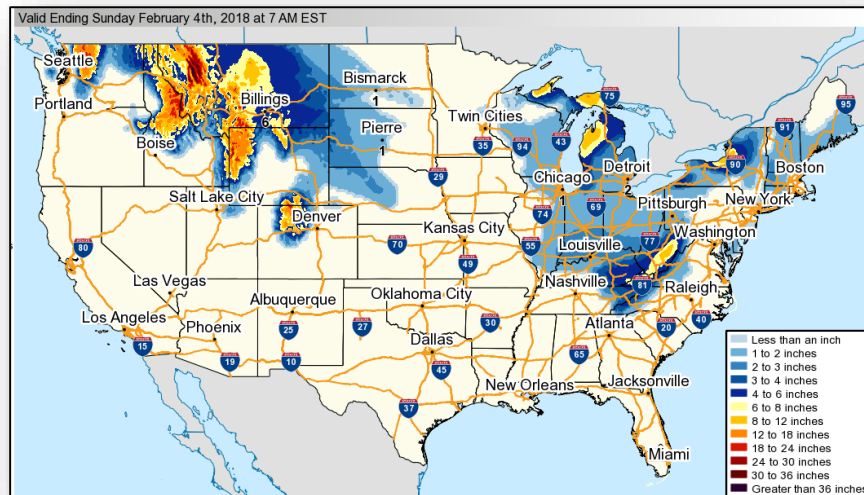 Valid Ending Sunday February 4th, 2018 at 7 AM EST
Seattle
Portland
Billings
6
Bismarck
1
Twin Cities
75
95
Boise
Pierre
1
35
94
43
91
90
Boston
29
Detroit
2
Salt Lake City
Chicago
1
69
Pittsburgh
New York
Denver
74
Washington
80
70
Kansas City
55
Louisville
77
49
81
Las Vegas
Nashville
Raleigh
Los Angeles
Albuquerque
Oklahoma City
40
Phoenix
25
27
30
Atlanta
20
15
19
10
Dallas
45
65
Jacksonville
New Orleans
37
Miami
Less than an inch
1 to 2 inches
2 to 3 inches
3 to 4 inches
4 to 6 inches
6 to 8 inches
8 to 12 inches
12 to 18 inches
18 to 24 inches
24 to 30 inches
30 to 36 inches
Greater than 36 inches